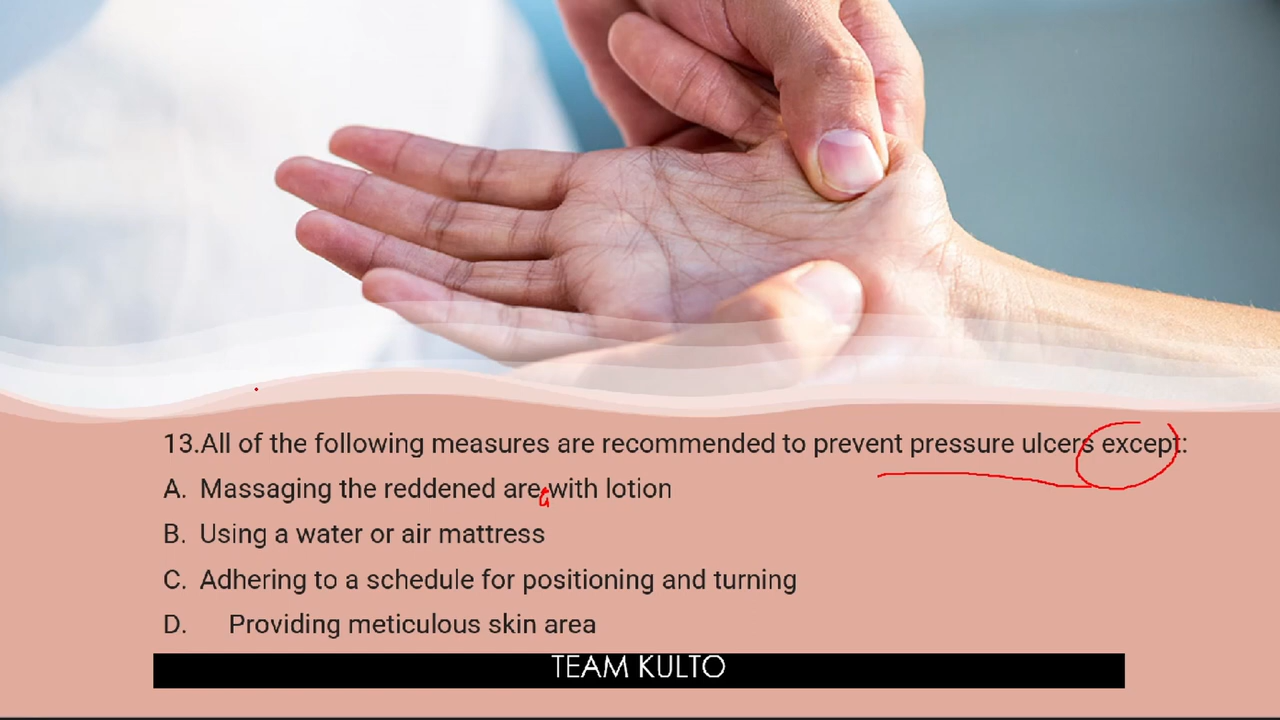 13.All of the following measures are recommended to prevent pressure ulcers except:
A. Massaging the reddened area with lotion
B. Using a water or air mattress
C. Adhering to a schedule for positioning and turning
D. Providing meticulous skin area
TEAM KULTO